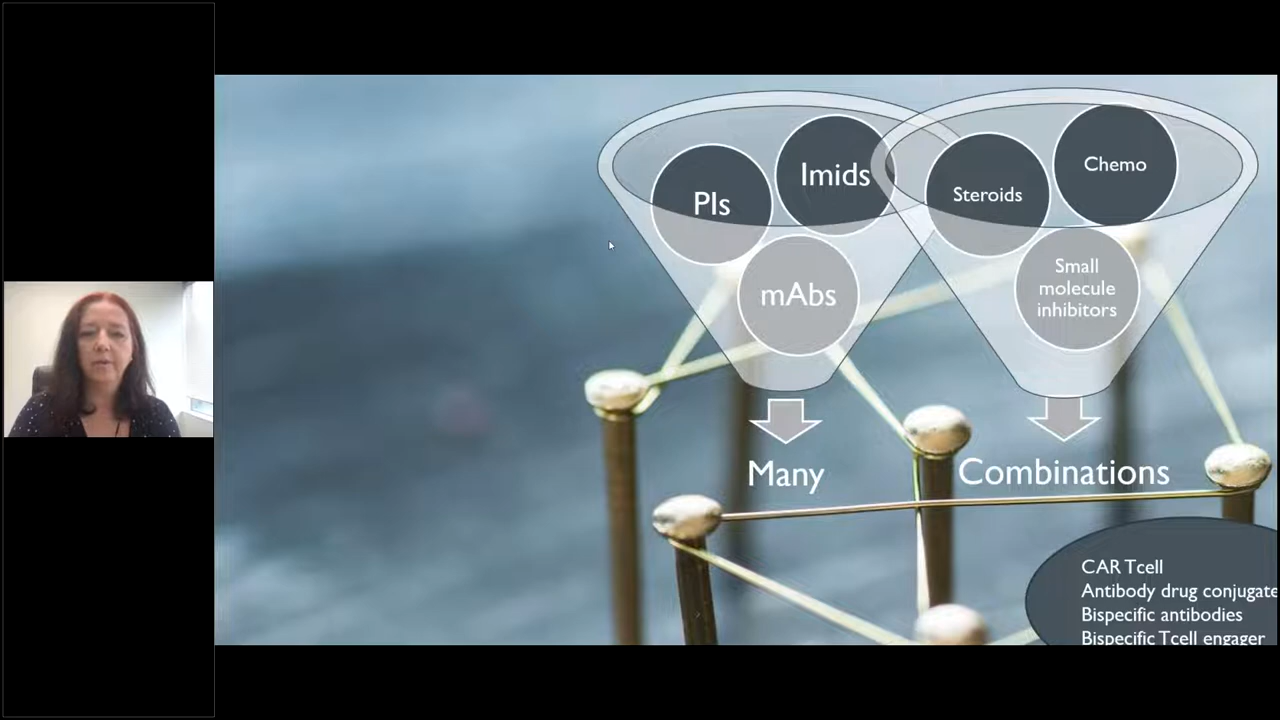 PIs
Imids
mAbs
Steroids
Chemo
Small
molecule
inhibitors
Many
Combinations
CAR Tcell
Antibody drug conjugate
Bispecific antibodies
Bispecific Tcell engager